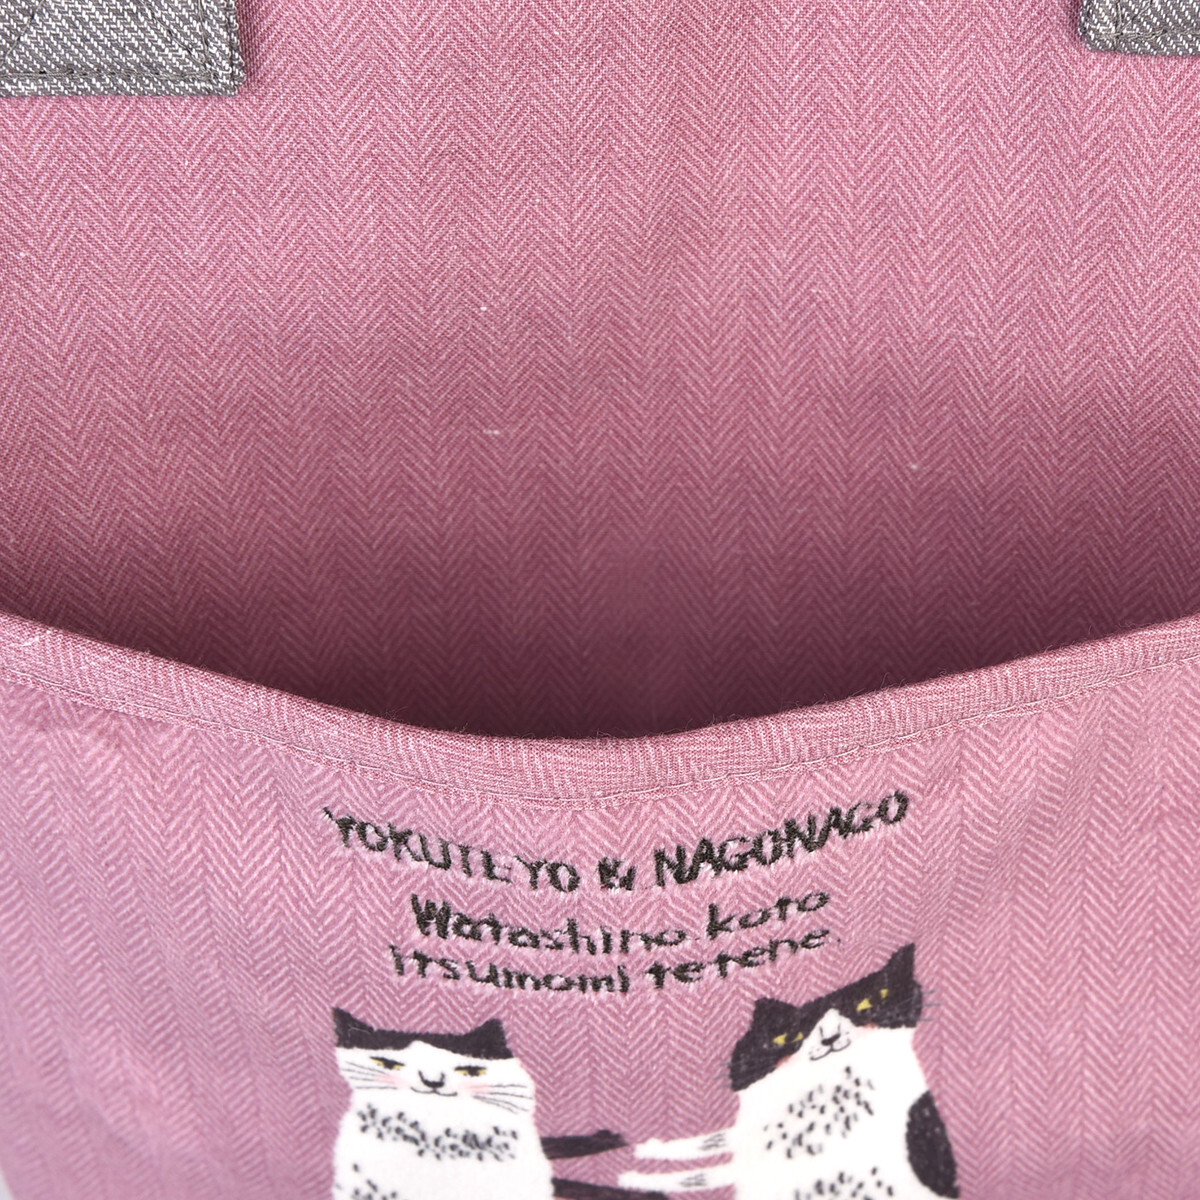 YOKUTEYO & NAGONAGO
Watashino koto
itsumomi tetene.